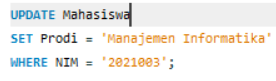 UPDATE Mahasiswa
SET Prodi = 'Manajemen Informatika'
WHERE NIM = '2021003';